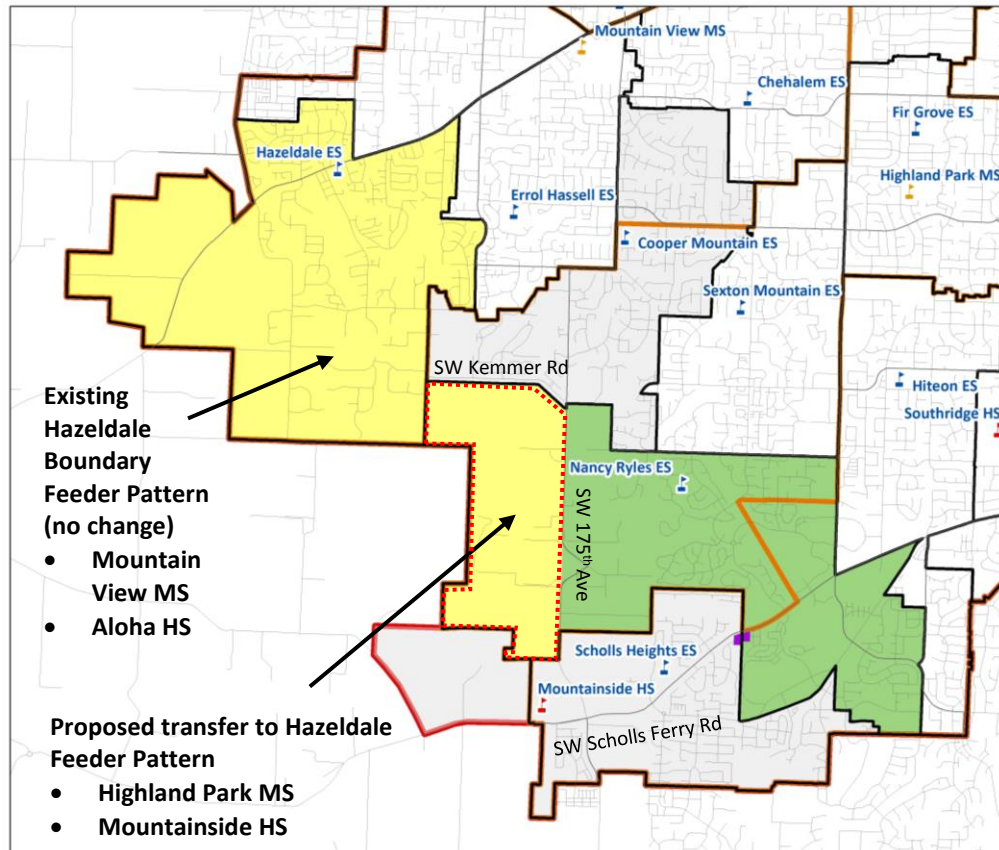 Mountain View MS
Chehalem ES
Fir Grove ES
Hazeldale ES
Highland Park MS
Errol Hassell ES
Cooper Mountain ES
Sexton Mountain ES
SW Kemmer Rd
Hiteon ES
Southridge HS
Existing
Hazeldale
Boundary
Feeder Pattern
(no change)
• Mountain
View MS
• Aloha HS
Nancy Ryles ES
SW 175th Ave
Scholls Heights ES
Mountainside HS
SW Scholls Ferry Rd
Proposed transfer to Hazeldale
Feeder Pattern
• Highland Park MS
• Mountainside HS